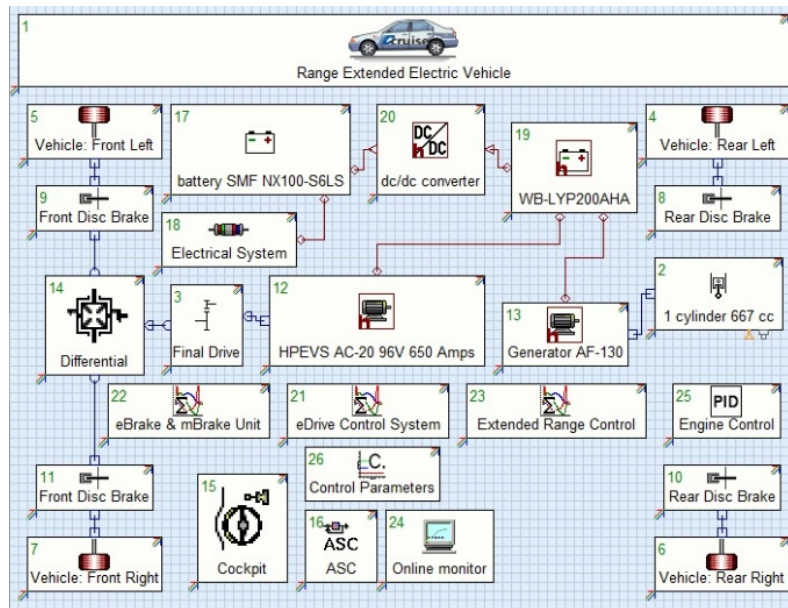 1
cruise
Range Extended Electric Vehicle
5
Vehicle: Front Left
17
battery SMF NX100-S6LS
20
DC
DC
h
dc/dc converter
19
h
WB-LYP200AHA
4
Vehicle: Rear Left
9
Front Disc Brake
18
Electrical System
8
Rear Disc Brake
14
Differential
3
Final Drive
12
h
HPEVS AC-20 96V 650 Amps
13
h
Generator AF-130
2
1 cylinder 667 cc
22
Σ
eBrake & mBrake Unit
21
Σ
eDrive Control System
23
Σ
Extended Range Control
25
PID
Engine Control
11
Front Disc Brake
15
Cockpit
26
C.
Control Parameters
10
Rear Disc Brake
7
Vehicle: Front Right
16
ASC
ASC
24
Online monitor
6
Vehicle: Rear Right